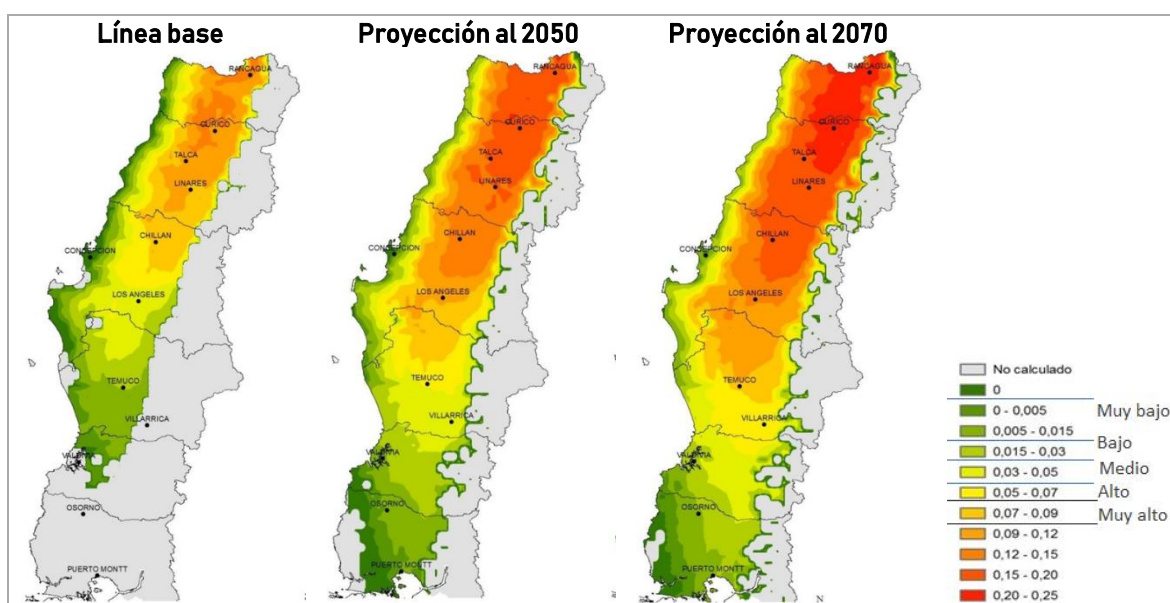 Línea base
Proyección al 2050
Proyección al 2070
RANCAGUA
CURICO
TALCA
LINARES
CHILLAN
CONCEPCION
LOS ANGELES
TEMUCO
VILLARRICA
VALDIVIA
OSORNO
PUERTO MONTT
RANCAGUA
CURICO
TALCA
LINARES
CHILLAN
CONCEPCION
LOS ANGELES
TEMUCO
VILLARRICA
VALDIVIA
OSORNO
PUERTO MONTT
RANCAGUA
CURICO
TALCA
LINARES
CHILLAN
CONCEPCION
LOS ANGELES
TEMUCO
VILLARRICA
VALDIVIA
OSORNO
PUERTO MONTT
N
No calculado
0
0 - 0,005 Muy bajo
0,005 - 0,015
0,015 - 0,03 Bajo
0,03 - 0,05 Medio
0,05 - 0,07 Alto
0,07 - 0,09 Muy alto
0,09 - 0,12
0,12 - 0,15
0,15 - 0,20
0,20 - 0,25